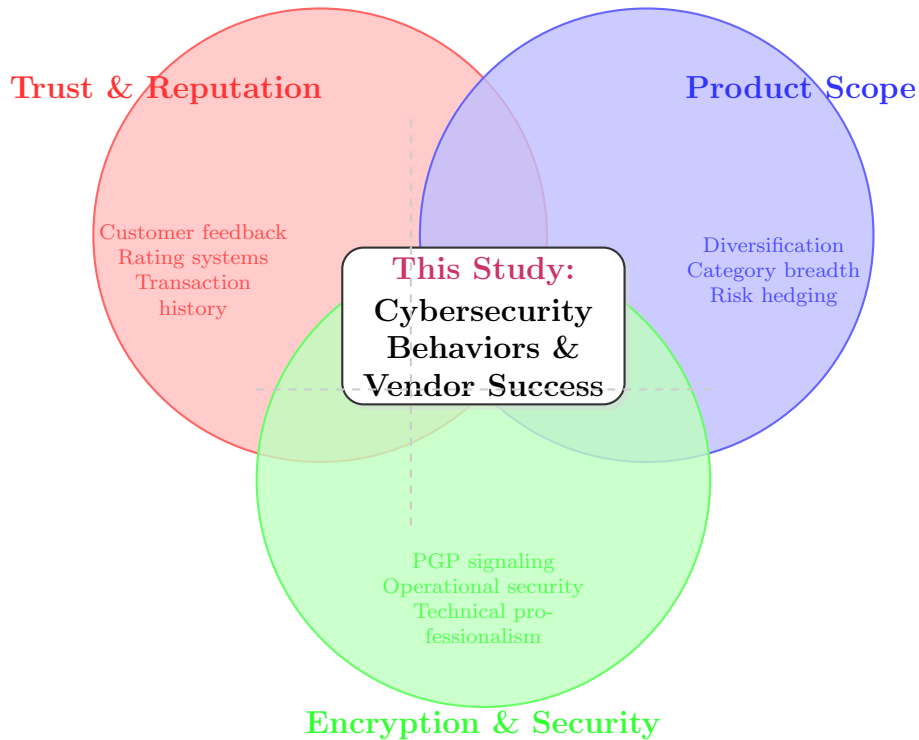 Trust & Reputation
Product Scope
Customer feedback
Rating systems
Transaction
history
Diversification
Category breadth
Risk hedging
This Study:
Cybersecurity
Behaviors &
Vendor Success
PGP signaling
Operational security
Technical pro-
fessionalism
Encryption & Security